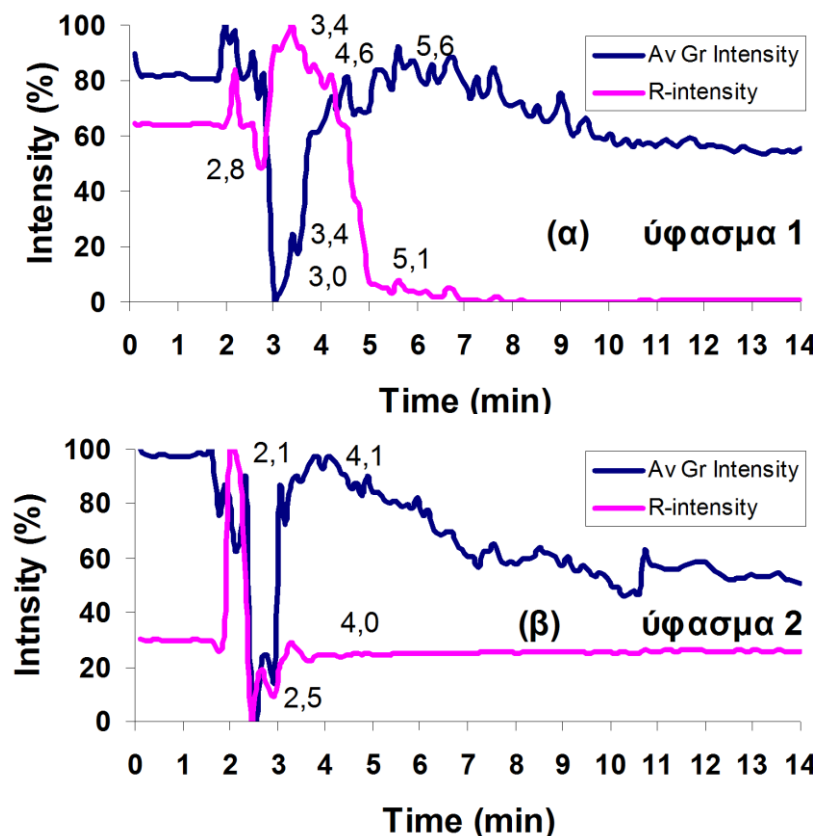 100
80
60
40
20
0
Intensity (%)
3,4
4,6
5,6
Av Gr Intensity
R-intensity
2,8
3,4
3,0
5,1
(α) ύφασμα 1
0 1 2 3 4 5 6 7 8 9 10 11 12 13 14
Time (min)
100
80
60
40
20
0
Intnsity (%)
2,1
4,1
Av Gr Intensity
R-intensity
4,0
2,5
(β) ύφασμα 2
0 1 2 3 4 5 6 7 8 9 10 11 12 13 14
Time (min)